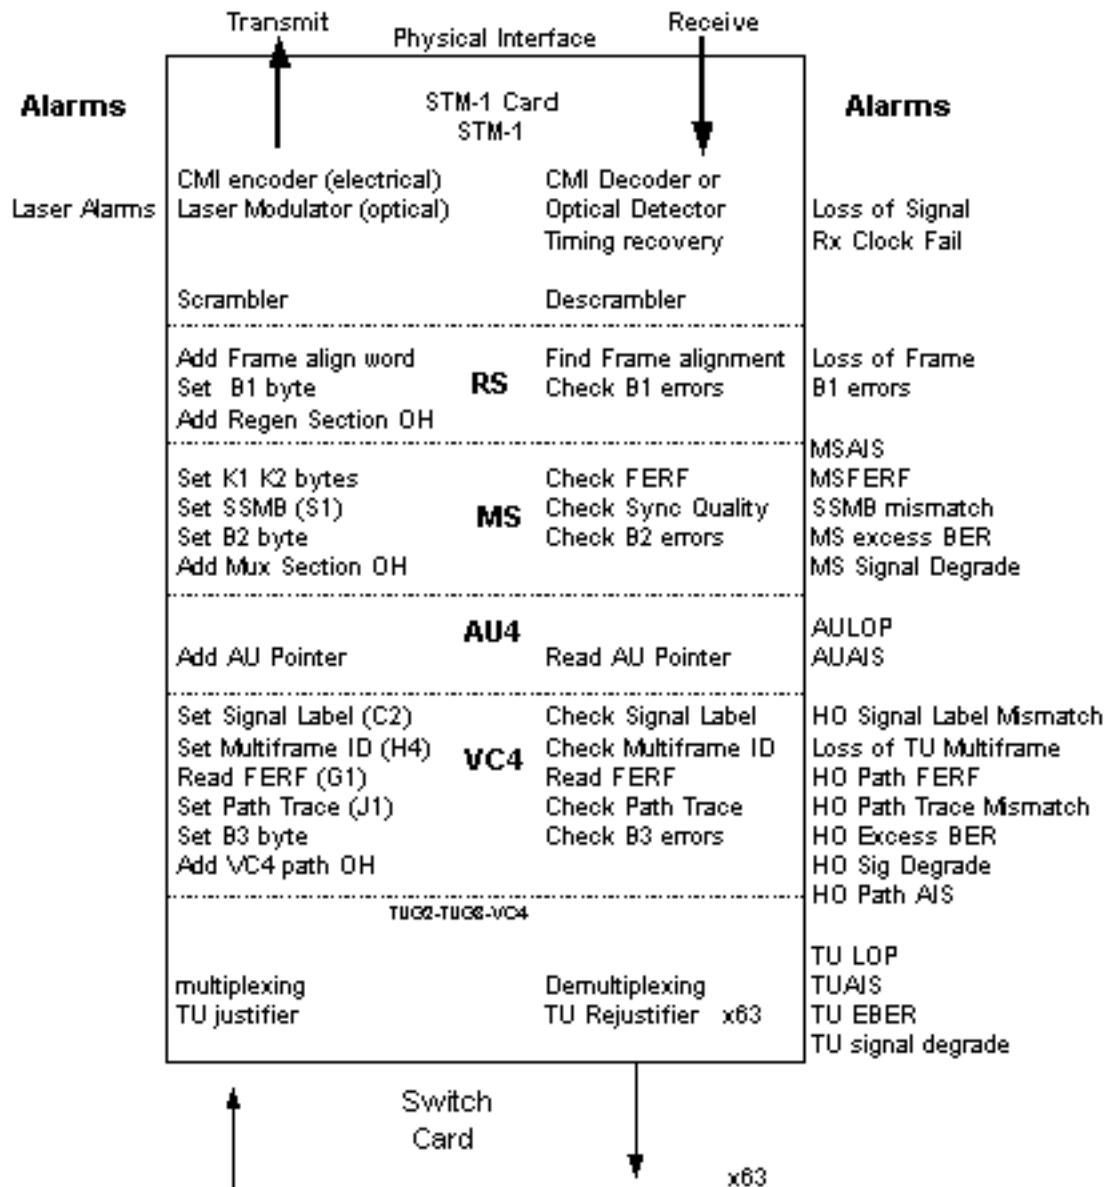 Transmit Physical Interface Receive
Alarms Alarms
STM-1 Card
STM-1
CMI encoder (electrical) CMI Decoder or
Laser Alarms Laser Modulator (optical) Optical Detector Loss of Signal
Timing recovery Rx Clock Fail
Scrambler Descrambler
Add Frame align word Find Frame alignment Loss of Frame
Set B1 byte RS Check B1 errors B1 errors
Add Regen Section OH
MSAIS
Set K1 K2 bytes Check FERF MSFERF
Set SSMB (S1) MS Check Sync Quality SSMB mismatch
Set B2 byte Check B2 errors MS excess BER
Add Mux Section OH MS Signal Degrade
AU4 AULOP
Add AU Pointer Read AU Pointer AUAIS
Set Signal Label (C2) Check Signal Label HO Signal Label Mismatch
Set Multiframe ID (H4) VC4 Check Multiframe ID Loss of TU Multiframe
Read FERF (G1) Read FERF HO Path FERF
Set Path Trace (J1) Check Path Trace HO Path Trace Mismatch
Set B3 byte Check B3 errors HO Excess BER
Add VC4 path OH HO Sig Degrade
HO Path AIS
TUG2-TUG3-VC4
TU LOP
multiplexing Demultiplexing TUAIS
TU justifier TU Rejustifier x63 TU EBER
TU signal degrade
Switch
Card
x63